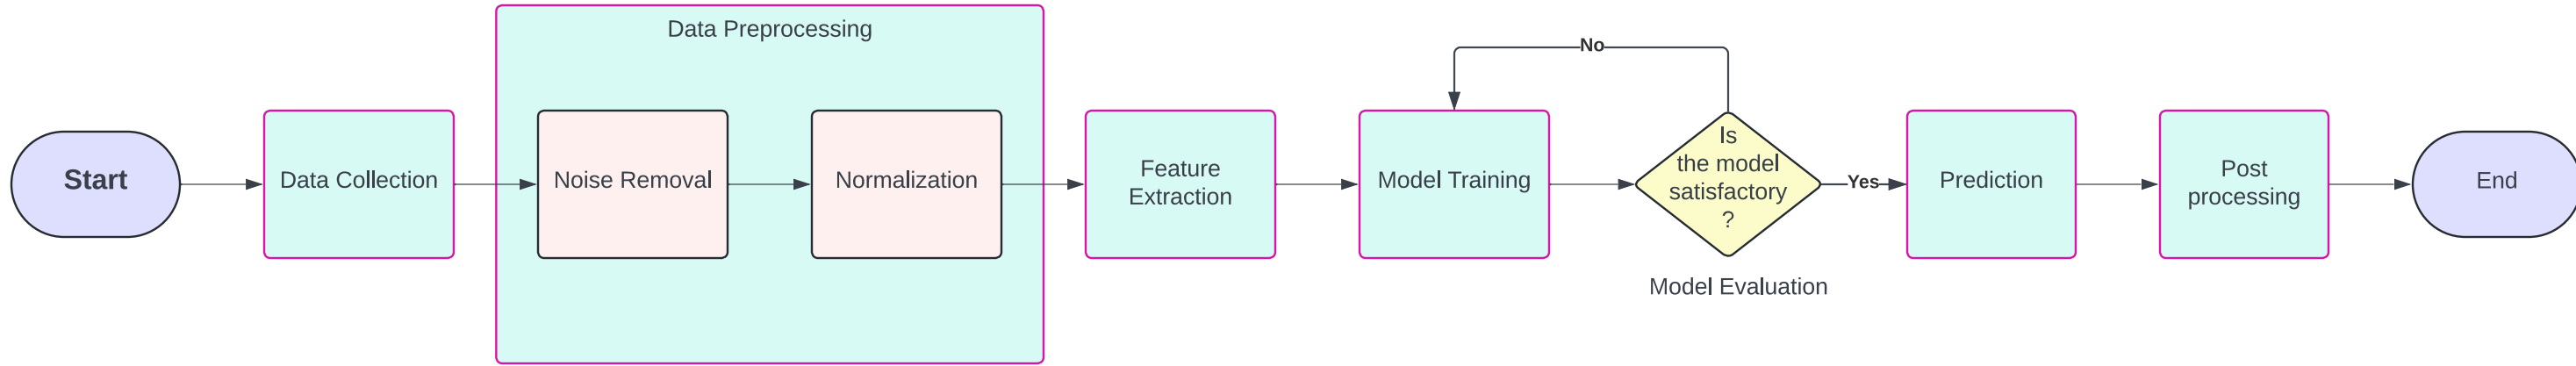 Data Preprocessing
Start
Data Collection
Noise Removal
Normalization
Feature
Extraction
Model Training
No
Is
the model
satisfactory
?
Model Evaluation
Yes
Prediction
Post
processing
End